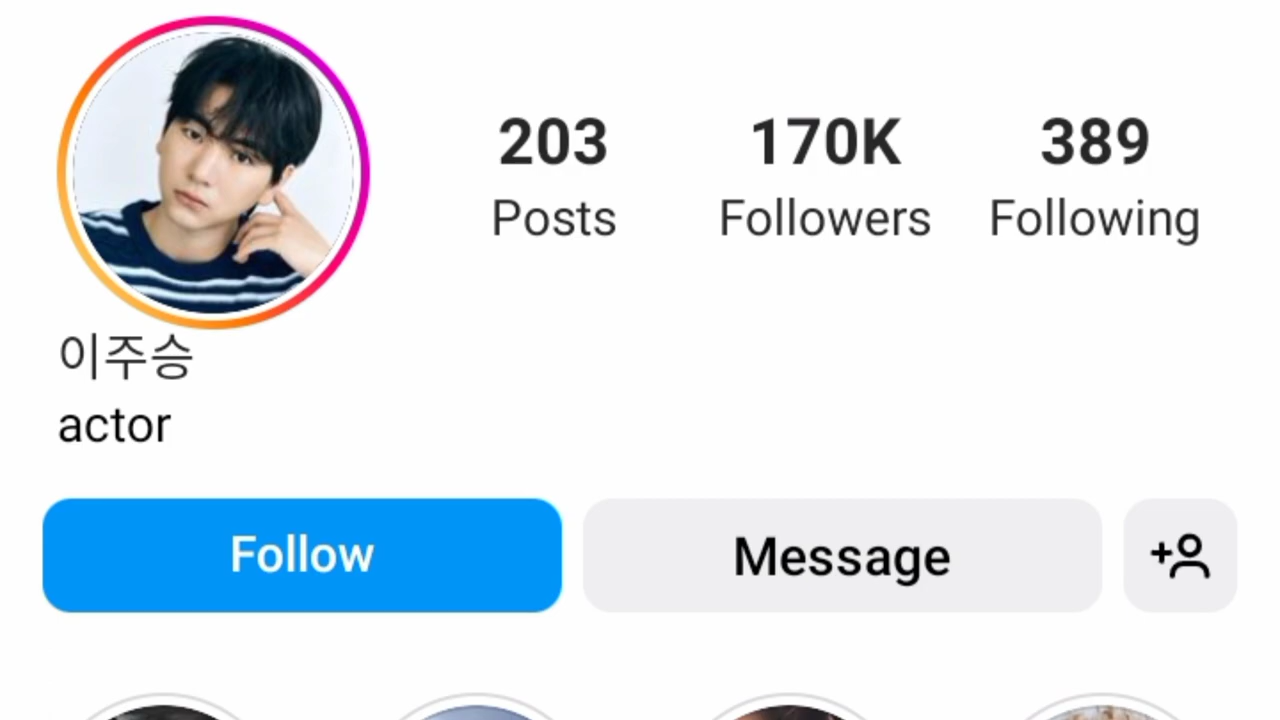 203 170K 389
Posts Followers Following
이주승
actor
Follow Message